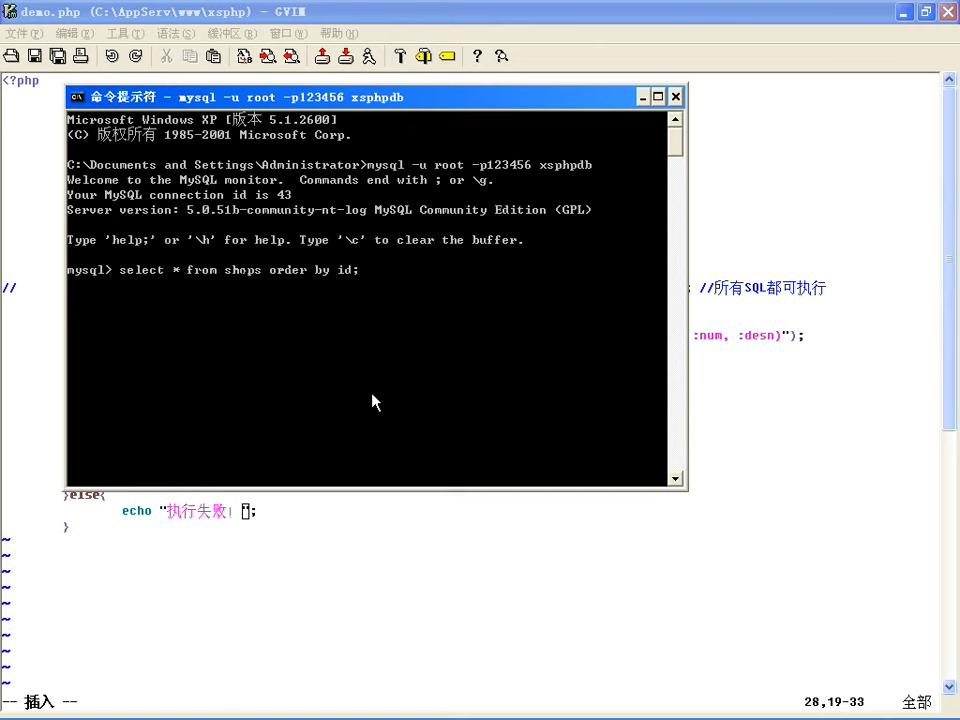 demo.php (C:\AppServ\www\xsphp) - GVIM
文件(F) 编辑(E) 工具(T) 语法(S) 缓冲区(B) 窗口(W) 帮助(H)
<?php
命令提示符 - mysql -u root -p123456 xsphpdb
Microsoft Windows XP [版本 5.1.2600]
(C) 版权所有 1985-2001 Microsoft Corp.
C:\Documents and Settings\Administrator>mysql -u root -p123456 xsphpdb
Welcome to the MySQL monitor.  Commands end with ; or \g.
Your MySQL connection id is 43
Server version: 5.0.51b-community-nt-log MySQL Community Edition (GPL)
Type 'help;' or '\h' for help. Type '\c' to clear the buffer.
mysql> select * from shops order by id;
// ; //所有SQL都可执行
:num, :desn)");
}else{
echo "执行失败! ";
}
~
~
~
~
~
~
~
~
~
~
-- 插入 -- 28,19-33 全部